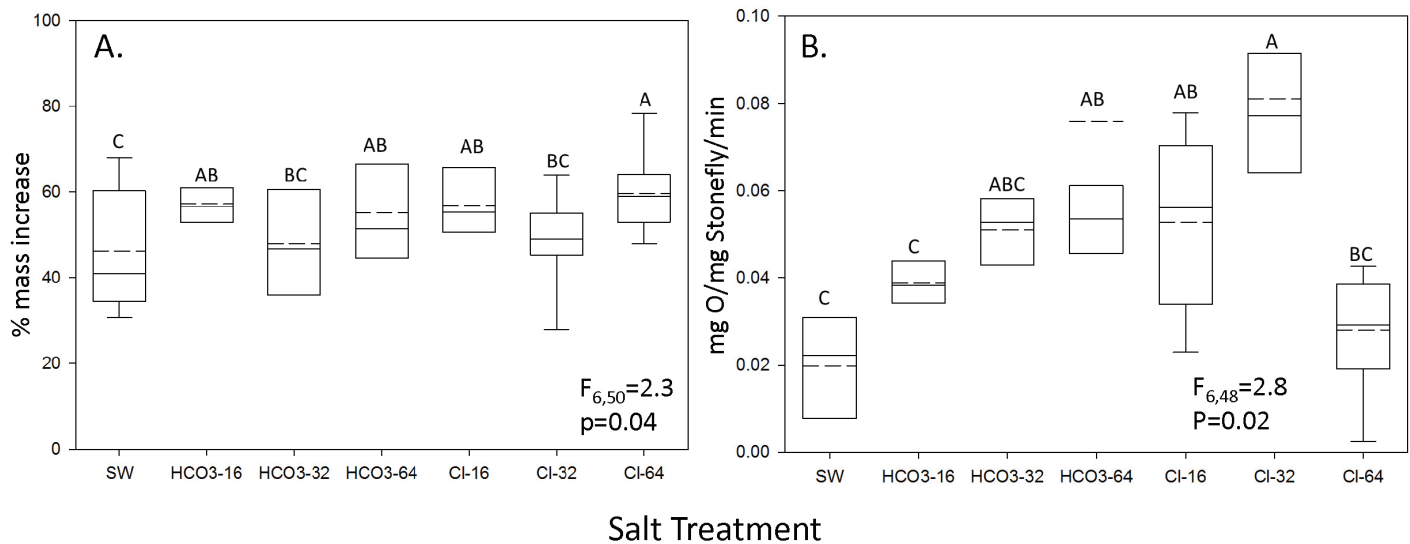 A.
% mass increase
100
80
60
40
20
0
C
AB
BC
AB
AB
BC
A
F6,50=2.3
p=0.04
SW
HCO3-16
HCO3-32
HCO3-64
Cl-16
Cl-32
Cl-64
B.
mg O/mg Stonefly/min
0.10
0.08
0.06
0.04
0.02
0.00
C
C
ABC
AB
AB
A
BC
F6,48=2.8
P=0.02
SW
HCO3-16
HCO3-32
HCO3-64
Cl-16
Cl-32
Cl-64
Salt Treatment